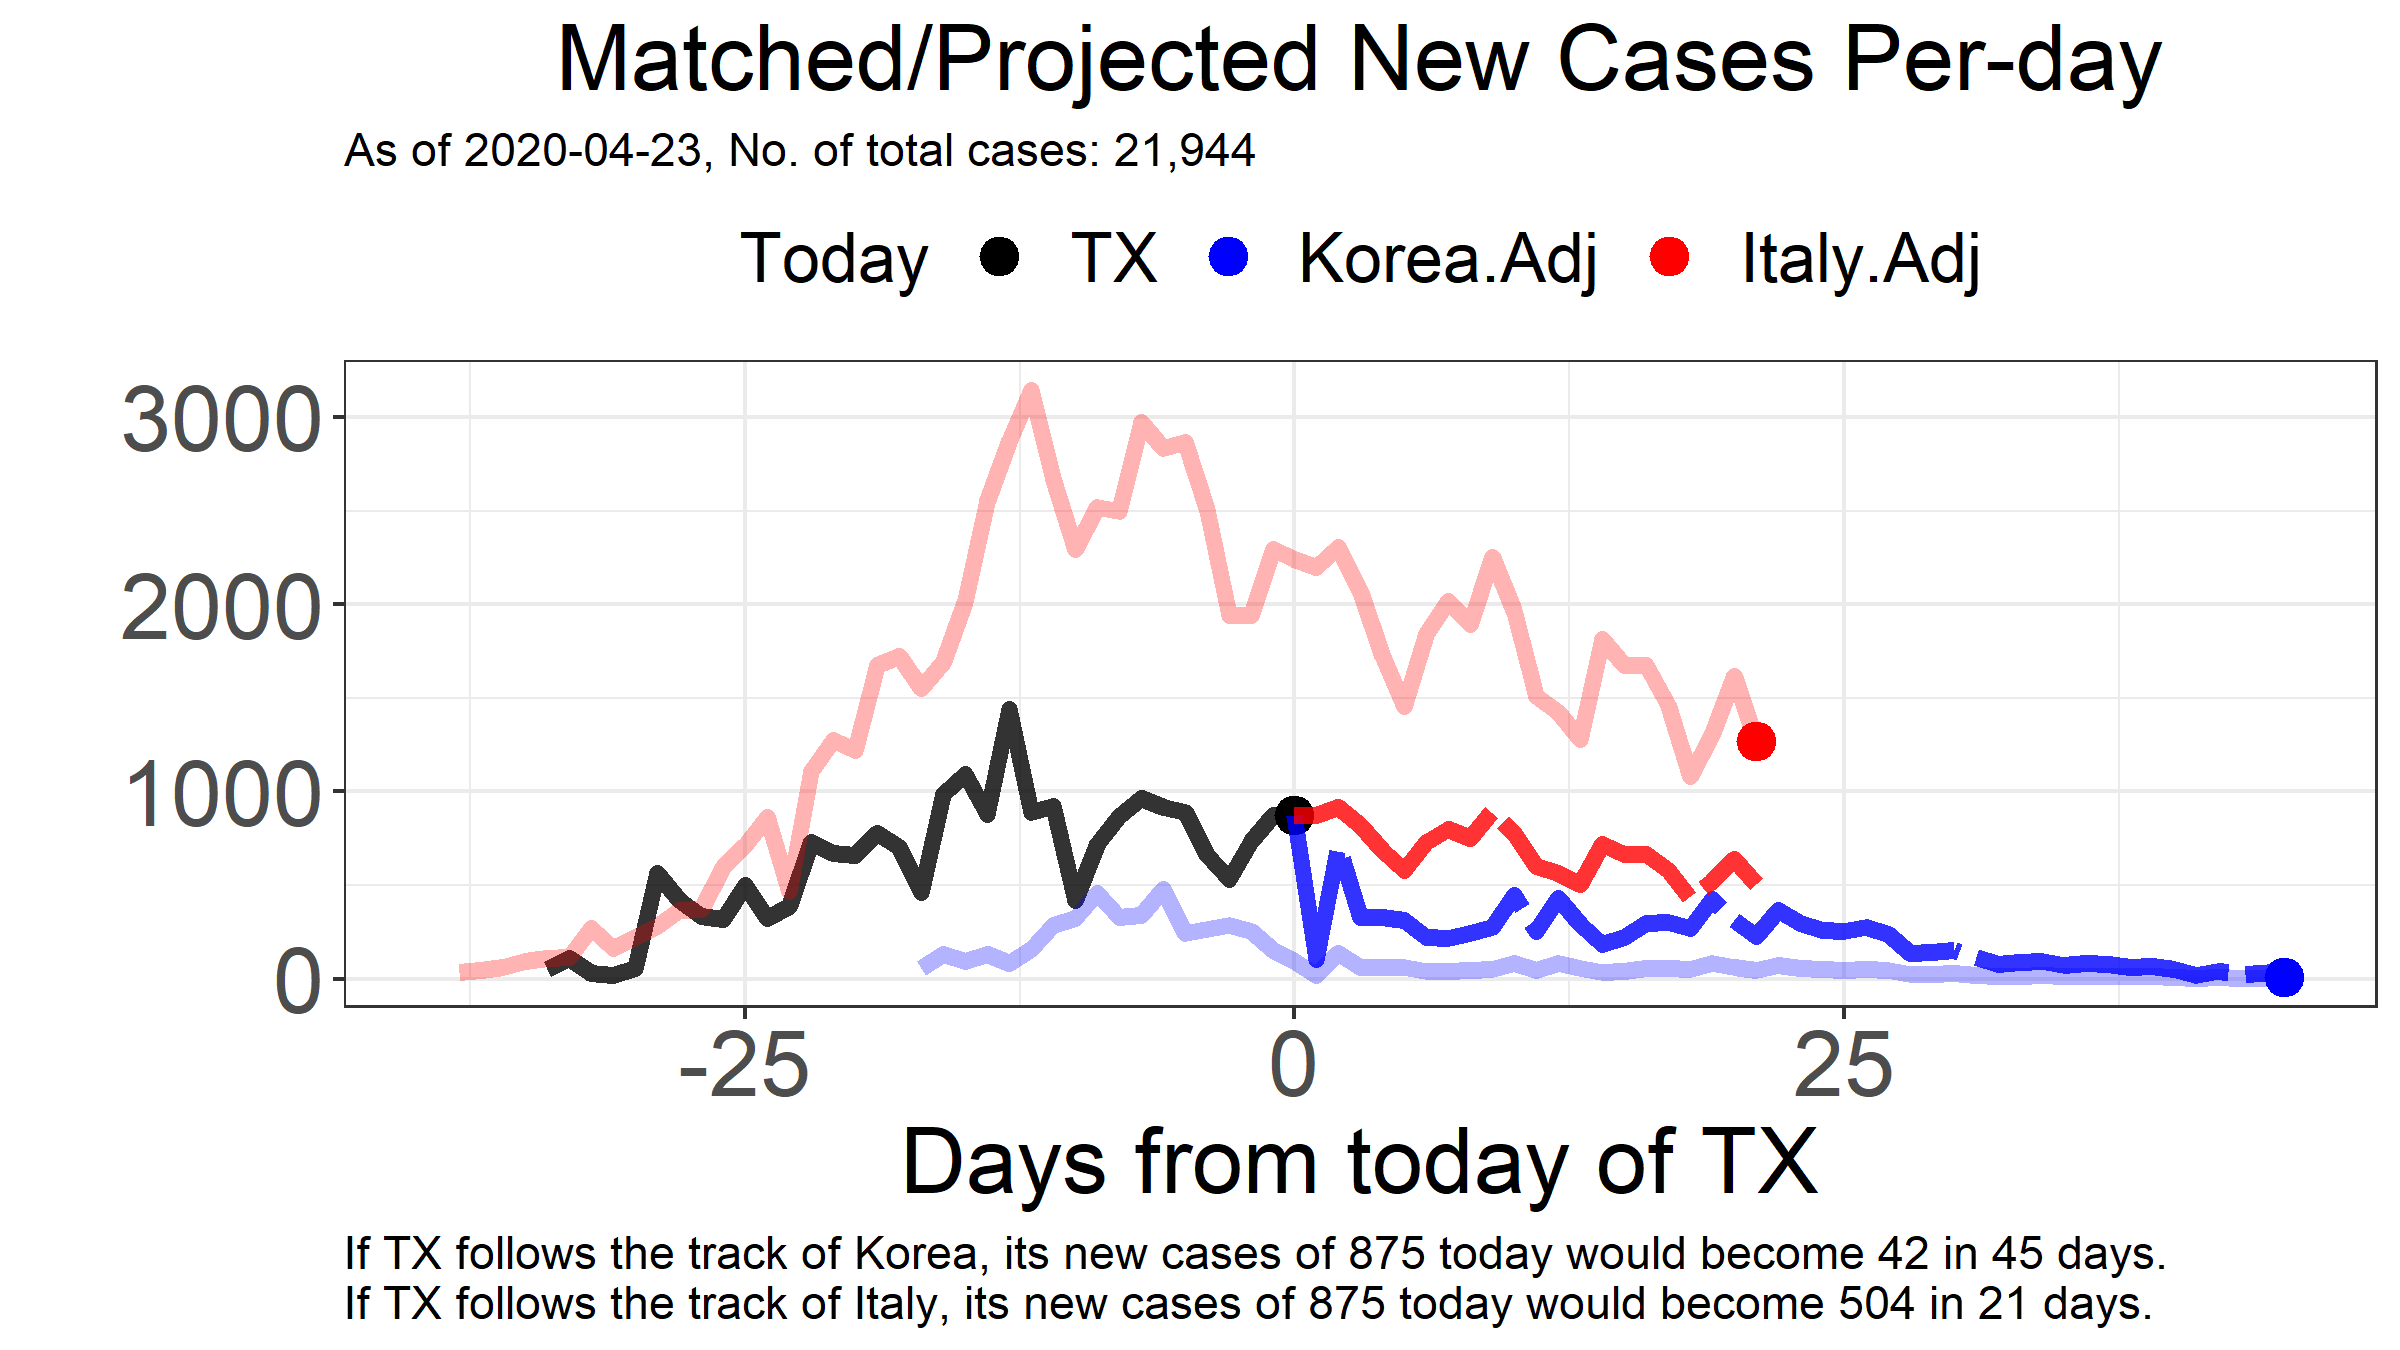 Matched/Projected New Cases Per-day
As of 2020-04-23, No. of total cases: 21,944
Today TX Korea.Adj Italy.Adj
3000
2000
1000
0
-25 0 25
Days from today of TX
If TX follows the track of Korea, its new cases of 875 today would become 42 in 45 days.
If TX follows the track of Italy, its new cases of 875 today would become 504 in 21 days.